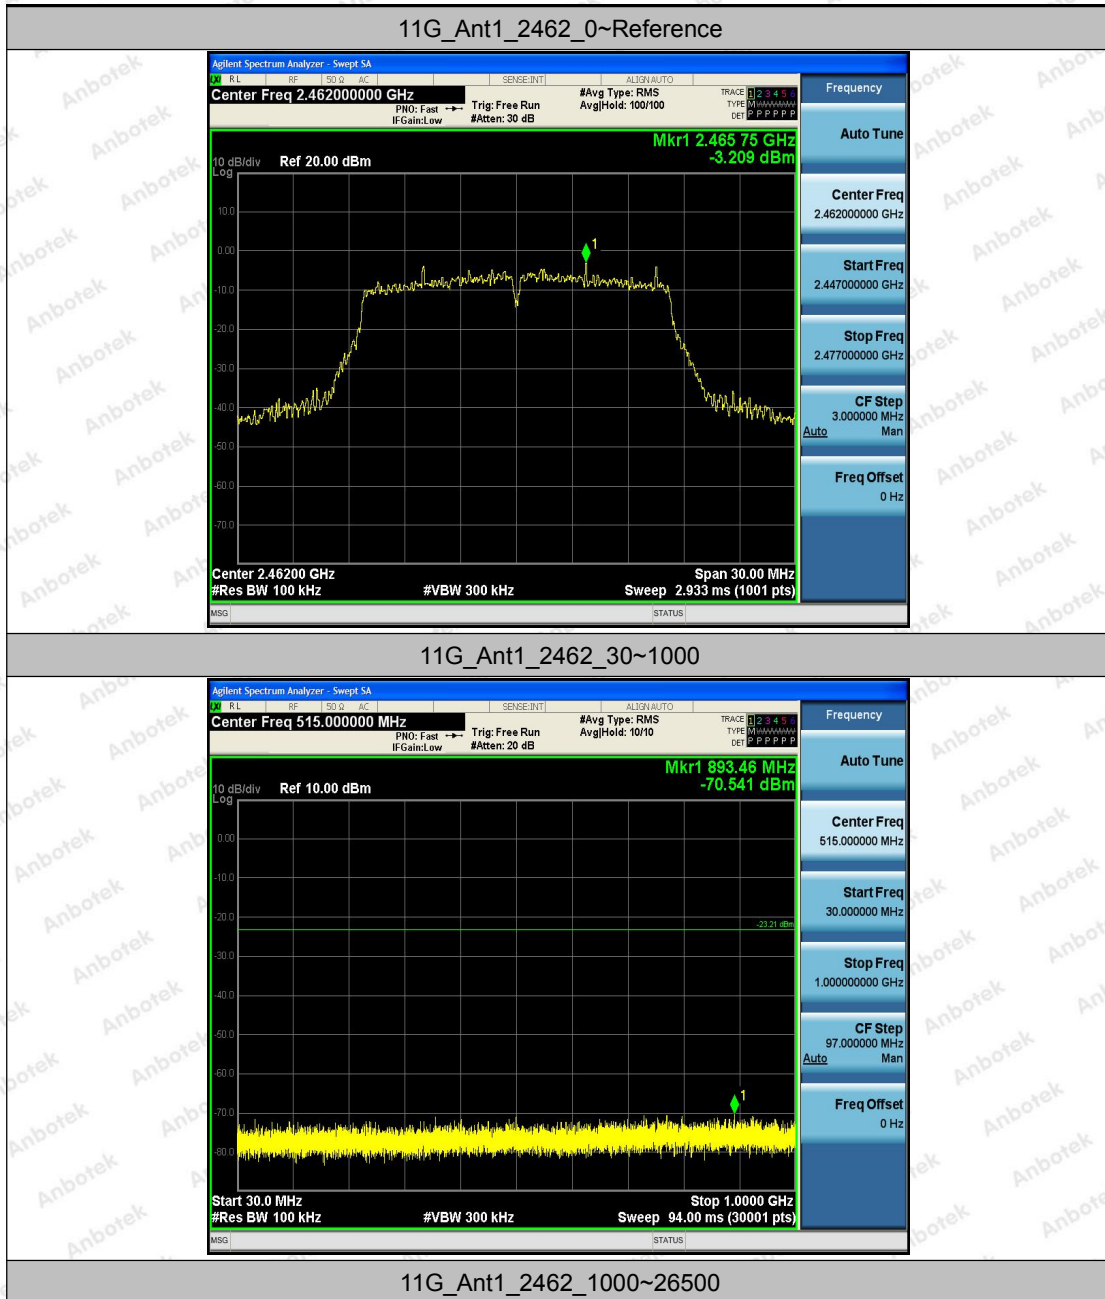 11G_Ant1_2462_0~Reference
Agilent Spectrum Analyzer - Swept SA
LXI RL RF 50 Ω AC SENSE:INT ALIGN AUTO
Center Freq 2.462000000 GHz
PNO: Fast
IFGain:Low
Trig: Free Run
#Atten: 30 dB
#Avg Type: RMS
Avg|Hold: 100/100
TRACE 1 2 3 4 5 6
TYPE MWWWWW
DET P P P P P P
Mkr1 2.465 75 GHz
-3.209 dBm
10 dB/div
Log
Ref 20.00 dBm
10.0
0.00
-10.0
-20.0
-30.0
-40.0
-50.0
-60.0
-70.0
1
Center 2.46200 GHz
Span 30.00 MHz
#Res BW 100 kHz
#VBW 300 kHz
Sweep 2.933 ms (1001 pts)
MSG
STATUS
Frequency
Auto Tune
Center Freq
2.462000000 GHz
Start Freq
2.447000000 GHz
Stop Freq
2.477000000 GHz
CF Step
3.000000 MHz
Auto Man
Freq Offset
0 Hz
11G_Ant1_2462_30~1000
Agilent Spectrum Analyzer - Swept SA
LXI RL RF 50 Ω AC SENSE:INT ALIGN AUTO
Center Freq 515.000000 MHz
PNO: Fast
IFGain:Low
Trig: Free Run
#Atten: 20 dB
#Avg Type: RMS
Avg|Hold: 10/10
TRACE 1 2 3 4 5 6
TYPE MWWWWW
DET P P P P P P
Mkr1 893.46 MHz
-70.541 dBm
10 dB/div
Log
Ref 10.00 dBm
0.00
-10.0
-20.0
-30.0
-40.0
-50.0
-60.0
-70.0
-80.0
-23.21 dBm
1
Start 30.0 MHz
Stop 1.0000 GHz
#Res BW 100 kHz
#VBW 300 kHz
Sweep 94.00 ms (30001 pts)
MSG
STATUS
Frequency
Auto Tune
Center Freq
515.000000 MHz
Start Freq
30.000000 MHz
Stop Freq
1.000000000 GHz
CF Step
97.000000 MHz
Auto Man
Freq Offset
0 Hz
11G_Ant1_2462_1000~26500